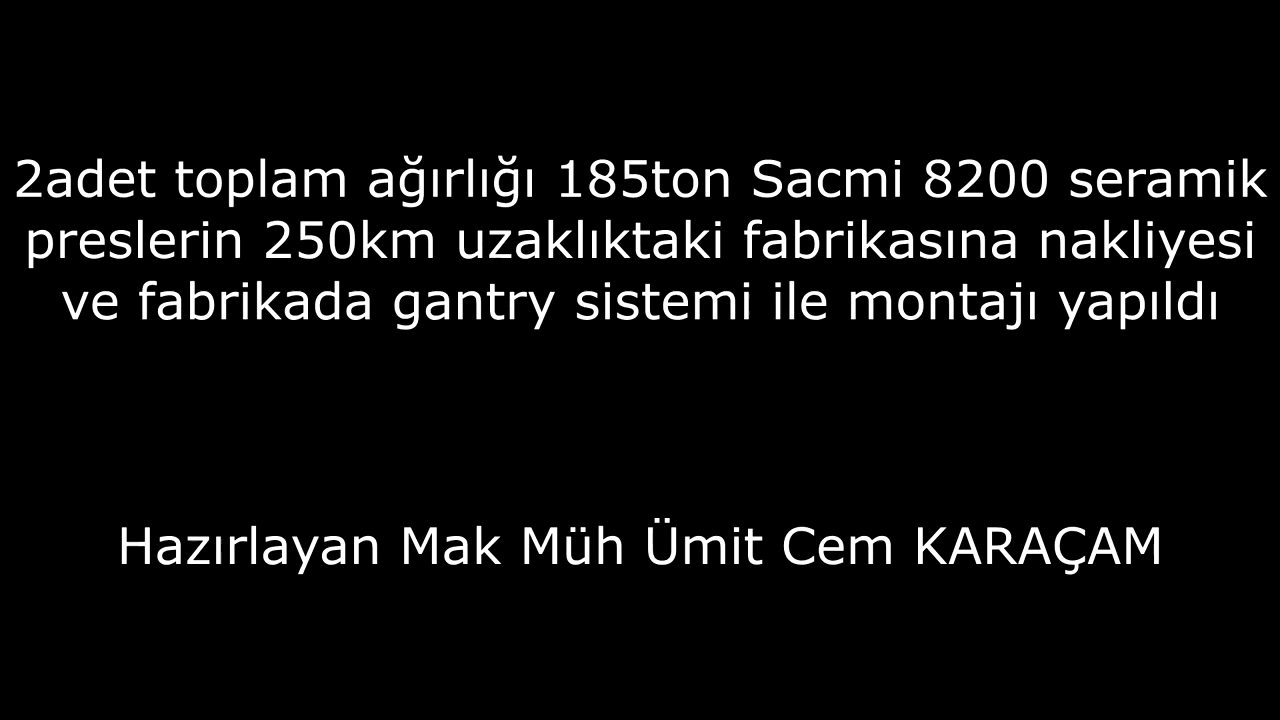 2adet toplam ağırlığı 185ton Sacmi 8200 seramik
preslerin 250km uzaklıktaki fabrikasına nakliyesi
ve fabrikada gantry sistemi ile montajı yapıldı
Hazırlayan Mak Müh Ümit Cem KARAÇAM